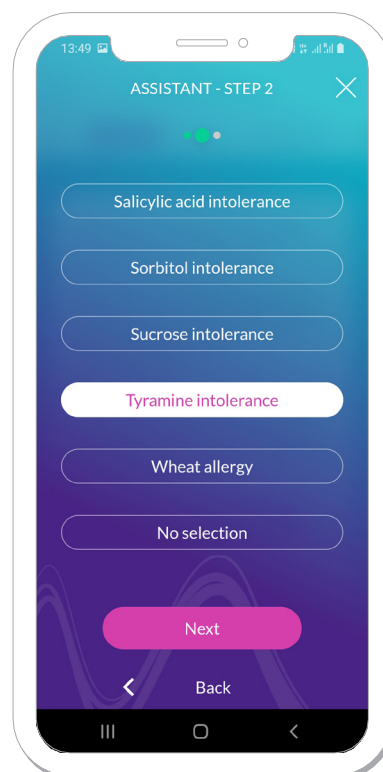 13:49
ASSISTANT - STEP 2
Salicylic acid intolerance
Sorbitol intolerance
Sucrose intolerance
Tyramine intolerance
Wheat allergy
No selection
Next
Back